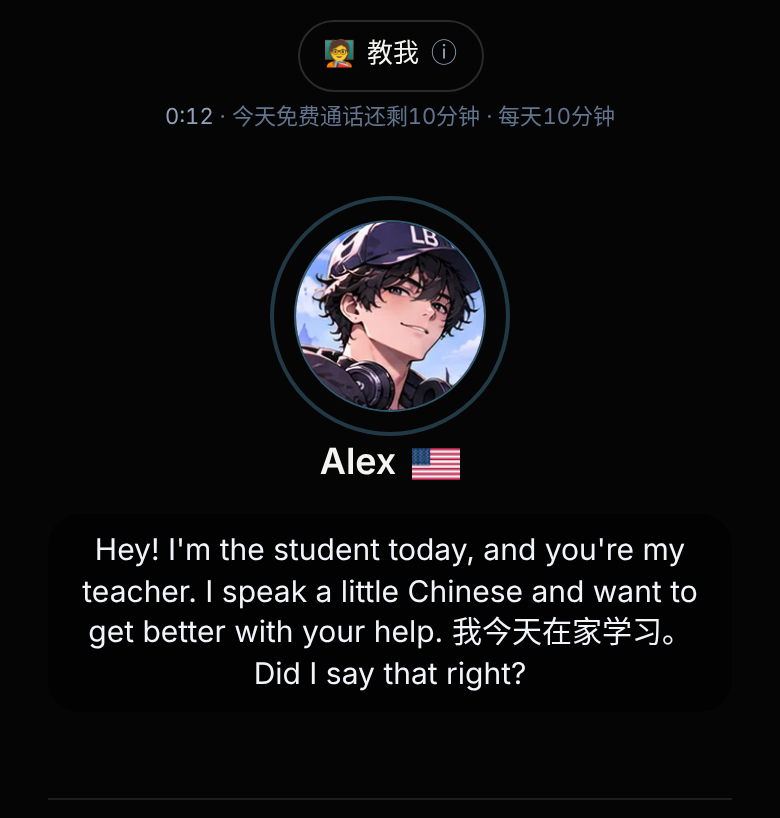 教我
0:12 · 今天免费通话还剩10分钟 · 每天10分钟
LB
Alex
Hey! I'm the student today, and you're my
teacher. I speak a little Chinese and want to
get better with your help. 我今天在家学习。
Did I say that right?